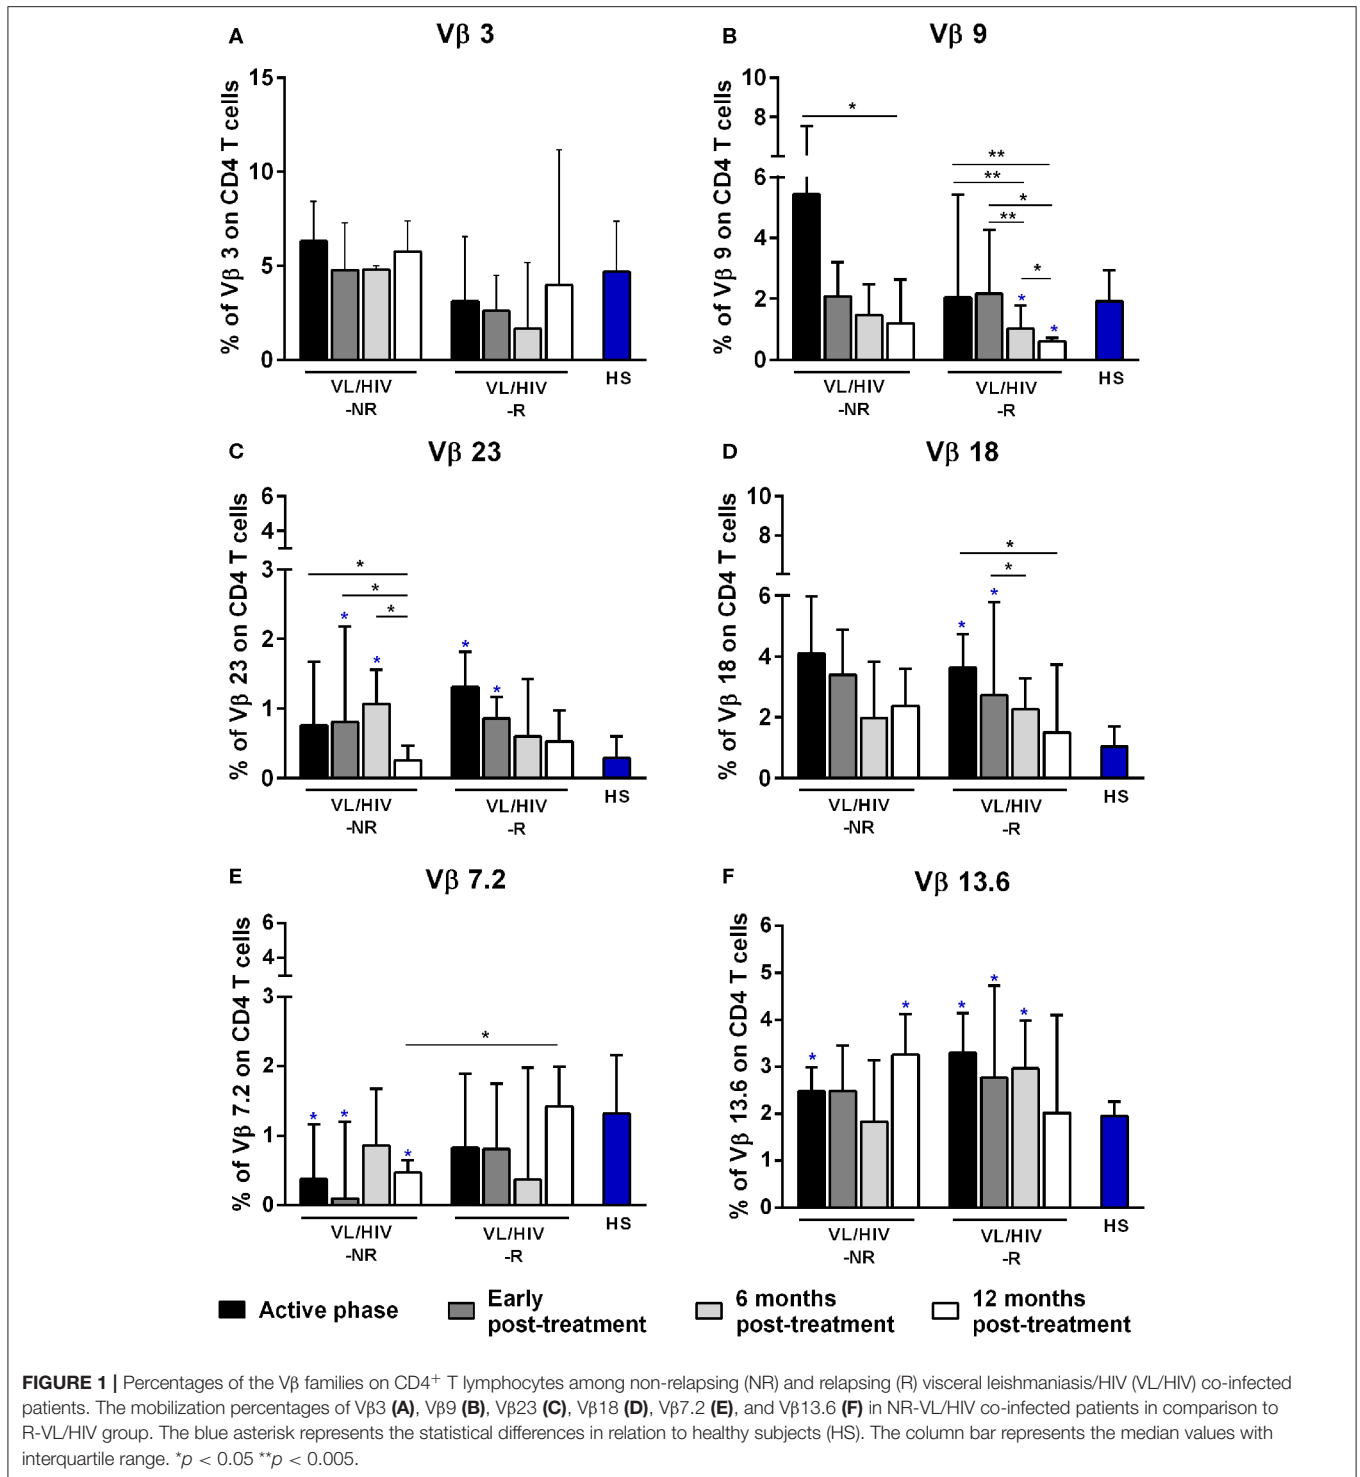 A
Vβ 3
% of Vβ 3 on CD4 T cells
15
10
5
0
VL/HIV
-NR
VL/HIV
-R
HS
B
Vβ 9
% of Vβ 9 on CD4 T cells
10
8
6
4
2
0
*
**
**
*
**
*
*
*
VL/HIV
-NR
VL/HIV
-R
HS
C
Vβ 23
% of Vβ 23 on CD4 T cells
6
4
3
2
1
0
*
*
*
*
*
*
*
VL/HIV
-NR
VL/HIV
-R
HS
D
Vβ 18
% of Vβ 18 on CD4 T cells
10
8
6
4
2
0
*
*
*
*
VL/HIV
-NR
VL/HIV
-R
HS
E
Vβ 7.2
% of Vβ 7.2 on CD4 T cells
6
4
3
2
1
0
*
*
*
*
VL/HIV
-NR
VL/HIV
-R
HS
F
Vβ 13.6
% of Vβ 13.6 on CD4 T cells
6
5
4
3
2
1
0
*
*
*
*
*
VL/HIV
-NR
VL/HIV
-R
HS
Active phase
Early
post-treatment
6 months
post-treatment
12 months
post-treatment
FIGURE 1 | Percentages of the Vβ families on CD4+ T lymphocytes among non-relapsing (NR) and relapsing (R) visceral leishmaniasis/HIV (VL/HIV) co-infected
patients. The mobilization percentages of Vβ3 (A), Vβ9 (B), Vβ23 (C), Vβ18 (D), Vβ7.2 (E), and Vβ13.6 (F) in NR-VL/HIV co-infected patients in comparison to
R-VL/HIV group. The blue asterisk represents the statistical differences in relation to healthy subjects (HS). The column bar represents the median values with
interquartile range. *p < 0.05 **p < 0.005.